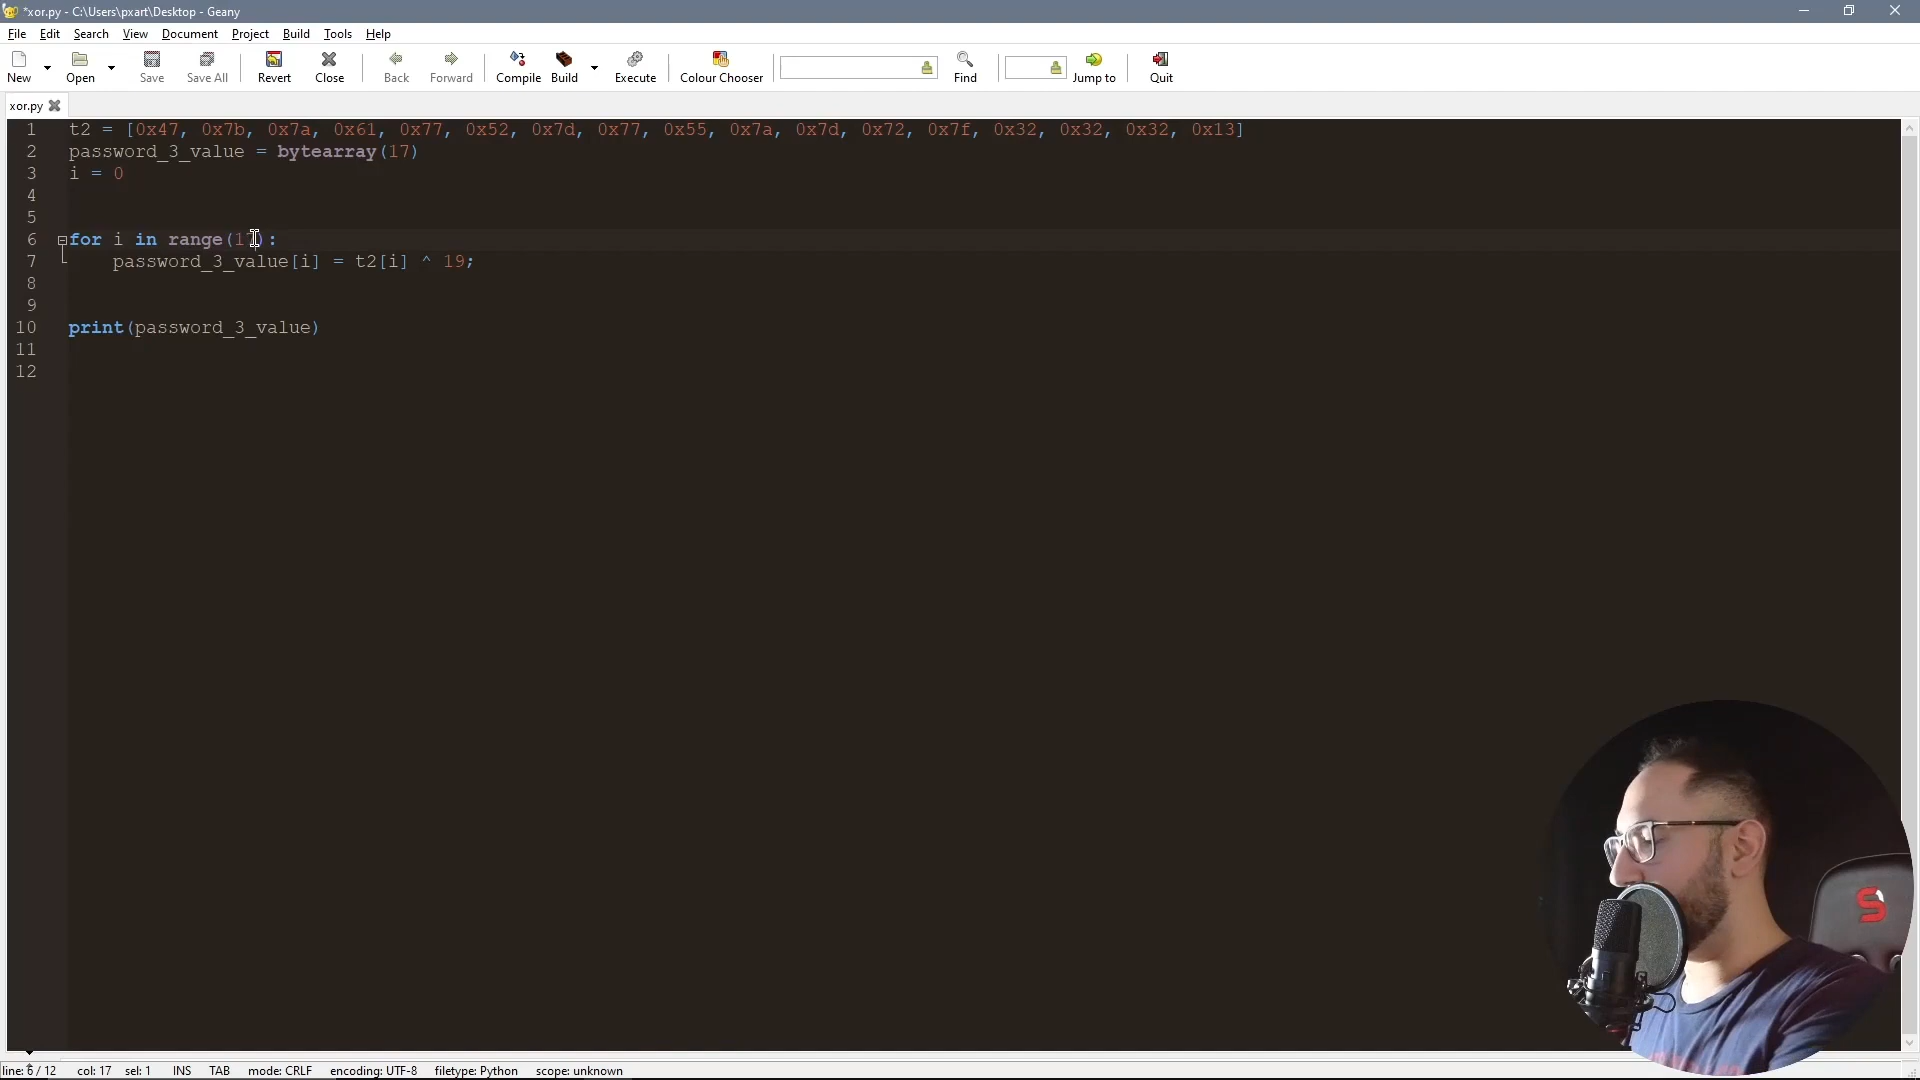 *xor.py - C:\Users\pxart\Desktop - Geany
File Edit Search View Document Project Build Tools Help
New Open Save Save All Revert Close Back Forward Compile Build Execute Colour Chooser Find Jump to Quit
xor.py
1 t2 = [0x47, 0x7b, 0x7a, 0x61, 0x77, 0x52, 0x7d, 0x77, 0x55, 0x7a, 0x7d, 0x72, 0x7f, 0x32, 0x32, 0x32, 0x13]
2 password_3_value = bytearray(17)
3 i = 0
4
5
6 for i in range(17):
7 password_3_value[i] = t2[i] ^ 19;
8
9
10 print(password_3_value)
11
12
S
line: 6 / 12 col: 17 sel: 1 INS TAB mode: CRLF encoding: UTF-8 filetype: Python scope: unknown